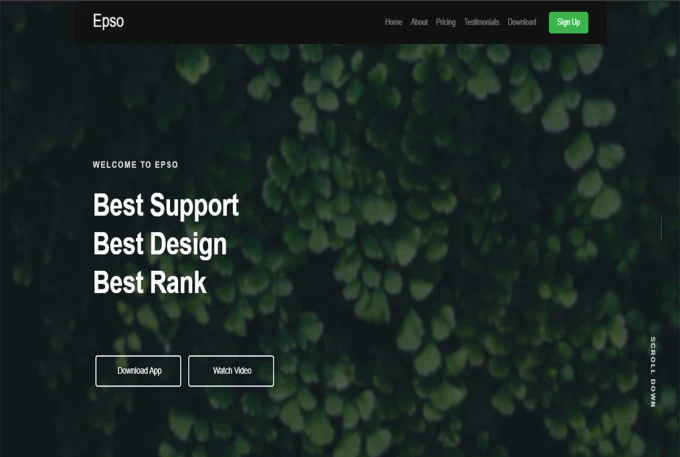 Epso
Home About Pricing Testimonials Download Sign Up
WELCOME TO EPSO
Best Support
Best Design
Best Rank
Download App Watch Video
SCROLL DOWN